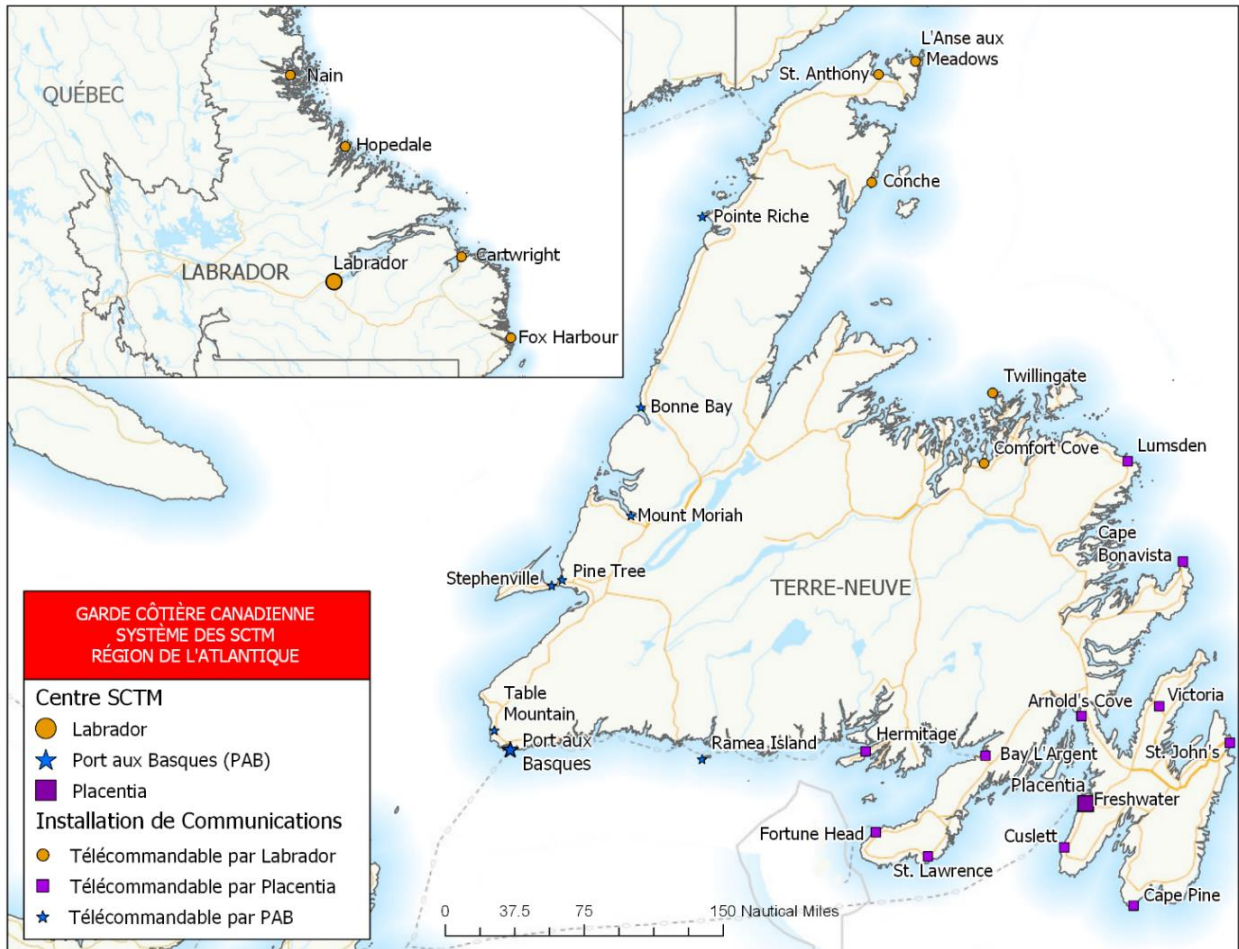 QUÉBEC
Nain
Hopedale
LABRADOR
Labrador
Cartwright
Fox Harbour
L'Anse aux
Meadows
St. Anthony
Conche
Pointe Riche
Bonne Bay
Twillingate
Comfort Cove
Lumsden
Mount Moriah
Cape
Bonavista
Pine Tree
Stephenville
TERRE-NEUVE
Table
Mountain
Port aux
Basques
Ramea Island
Hermitage
Bay L'Argent
Arnold's Cove
Victoria
St. John's
Placentia
Freshwater
Fortune Head
Cuslett
St. Lawrence
Cape Pine
GARDE CÔTIÈRE CANADIENNE
SYSTÈME DES SCTM
RÉGION DE L'ATLANTIQUE
Centre SCTM
Labrador
Port aux Basques (PAB)
Placentia
Installation de Communications
Télécommandable par Labrador
Télécommandable par Placentia
Télécommandable par PAB
0 37.5 75 150 Nautical Miles